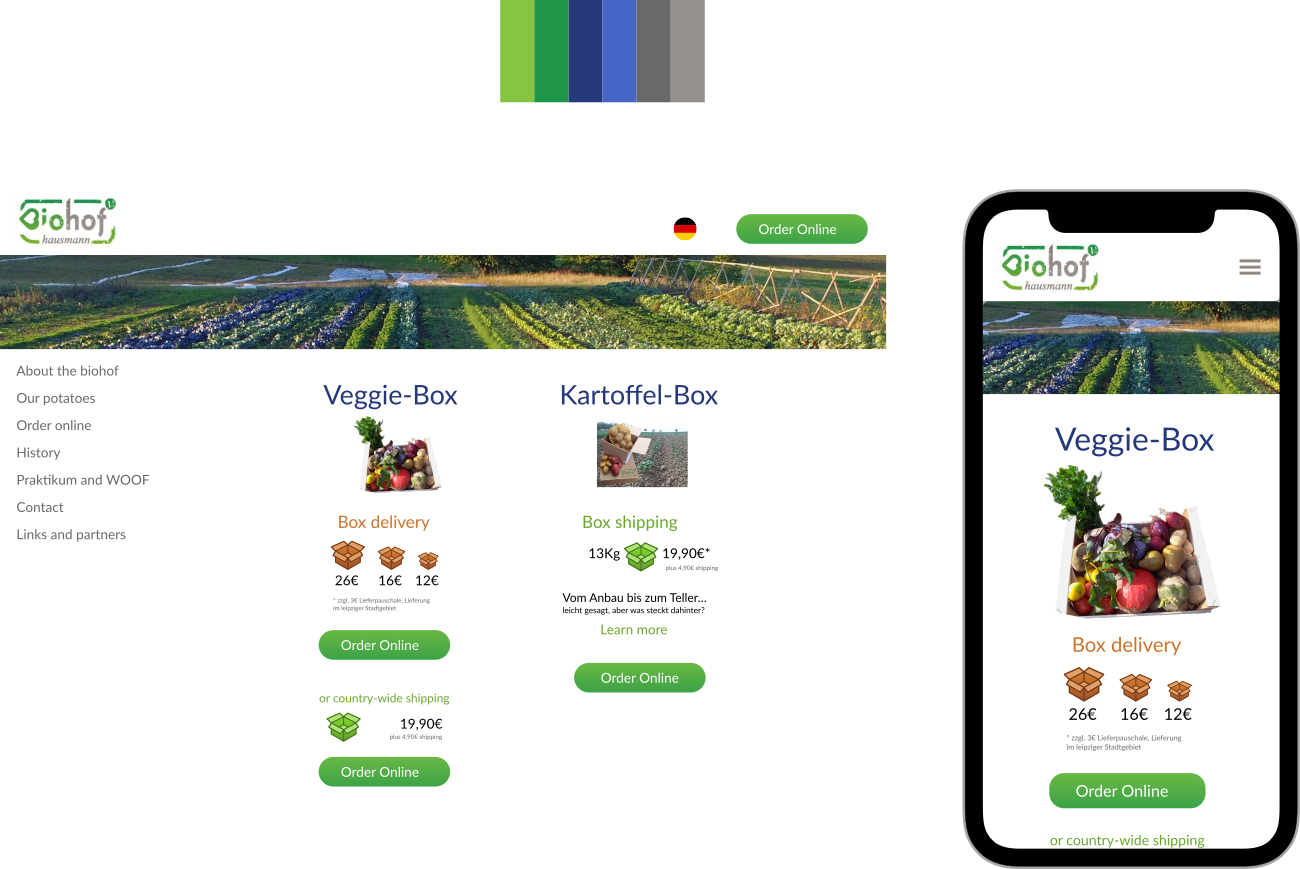 Biohof
hausmann
Order Online
About the biohof
Our potatoes
Order online
History
Praktikum and WOOF
Contact
Links and partners
Veggie-Box
Box delivery
26€ 16€ 12€
* zzgl. 3€ Lieferpauschale, Lieferung
im leipziger Stadtgebiet
Order Online
or country-wide shipping
19,90€
plus 4,90€ shipping
Order Online
Kartoffel-Box
Box shipping
13Kg 19,90€*
plus 4,90€ shipping
Vom Anbau bis zum Teller...
leicht gesagt, aber was steckt dahinter?
Learn more
Order Online
Biohof
hausmann
Veggie-Box
Box delivery
26€ 16€ 12€
* zzgl. 3€ Lieferpauschale, Lieferung
im leipziger Stadtgebiet
Order Online
or country-wide shipping